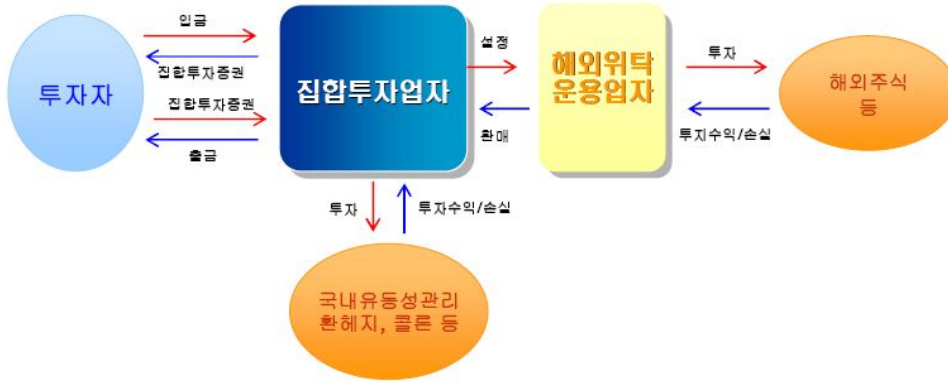 입금
집합투자증권
투자자
집합투자증권
출금
집합투자업자
설정
환매
해외위탁
운용업자
투자
투자수익/손실
해외주식
등
투자
투자수익/손실
국내유동성관리
환헤지, 콜론 등